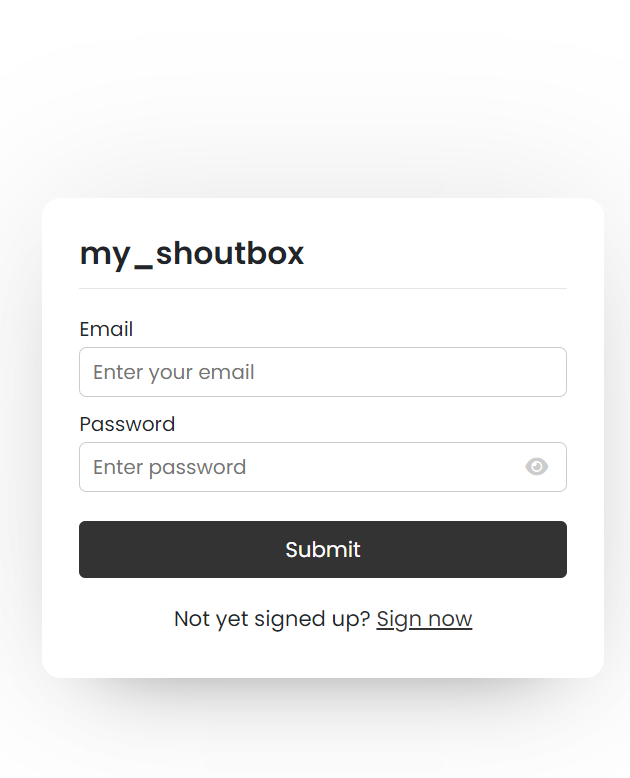 my_shoutbox
Email
Enter your email
Password
Enter password
Submit
Not yet signed up? Sign now